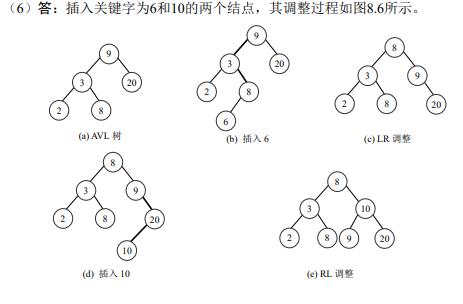 （6）答：插入关键字为6和10的两个结点，其调整过程如图8.6所示。
9
3 20
2 8
(a) AVL 树
9
3 20
2 8
6
(b) 插入 6
8
3 9
2 8 20
(c) LR 调整
8
3 9
2 8 20
10
(d) 插入 10
8
3 10
2 8 9 20
(e) RL 调整